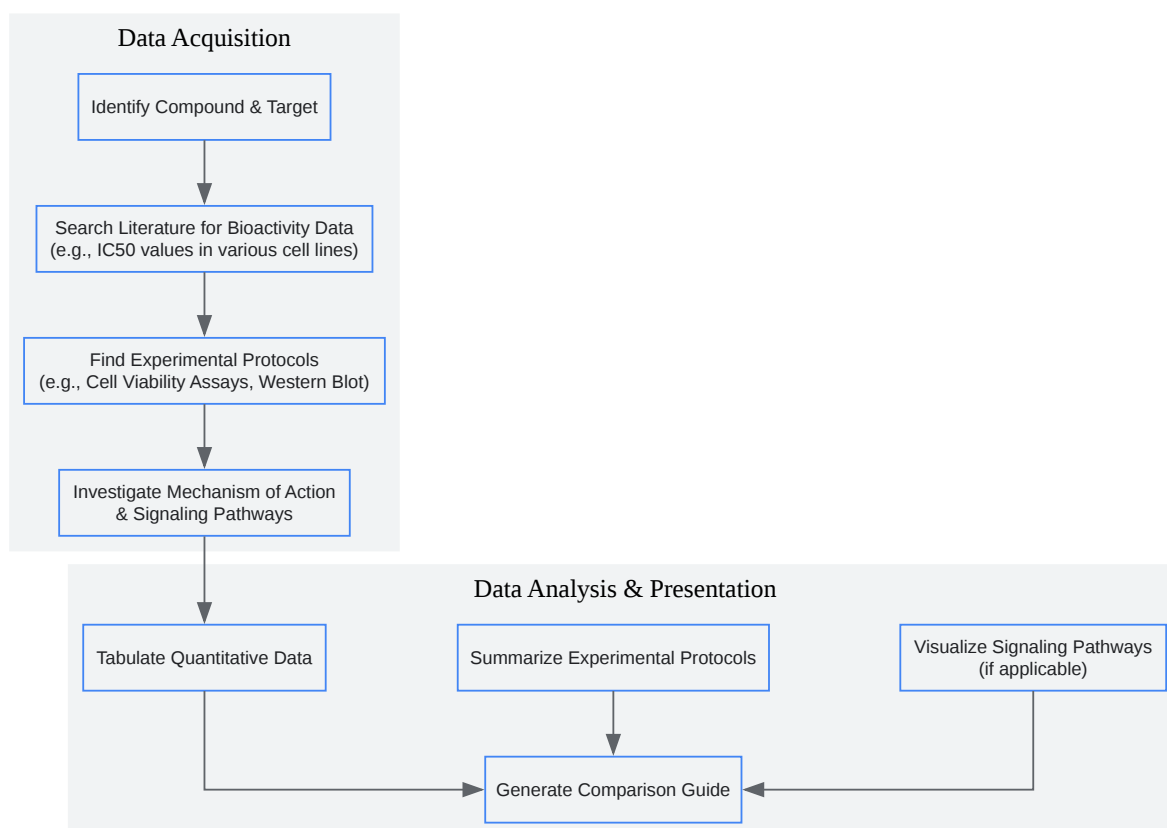 Data Acquisition
Identify Compound & Target
Search Literature for Bioactivity Data
(e.g., IC50 values in various cell lines)
Find Experimental Protocols
(e.g., Cell Viability Assays, Western Blot)
Investigate Mechanism of Action
& Signaling Pathways
Data Analysis & Presentation
Tabulate Quantitative Data
Summarize Experimental Protocols
Visualize Signaling Pathways
(if applicable)
Generate Comparison Guide